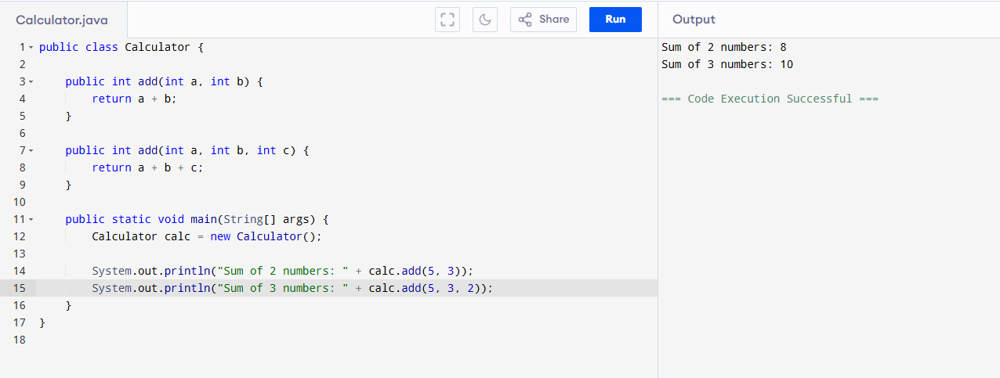 Calculator.java
Share
Run
Output
1 public class Calculator {
2
3     public int add(int a, int b) {
4         return a + b;
5     }
6
7     public int add(int a, int b, int c) {
8         return a + b + c;
9     }
10
11     public static void main(String[] args) {
12         Calculator calc = new Calculator();
13
14         System.out.println("Sum of 2 numbers: " + calc.add(5, 3));
15         System.out.println("Sum of 3 numbers: " + calc.add(5, 3, 2));
16     }
17 }
18
Sum of 2 numbers: 8
Sum of 3 numbers: 10
=== Code Execution Successful ===